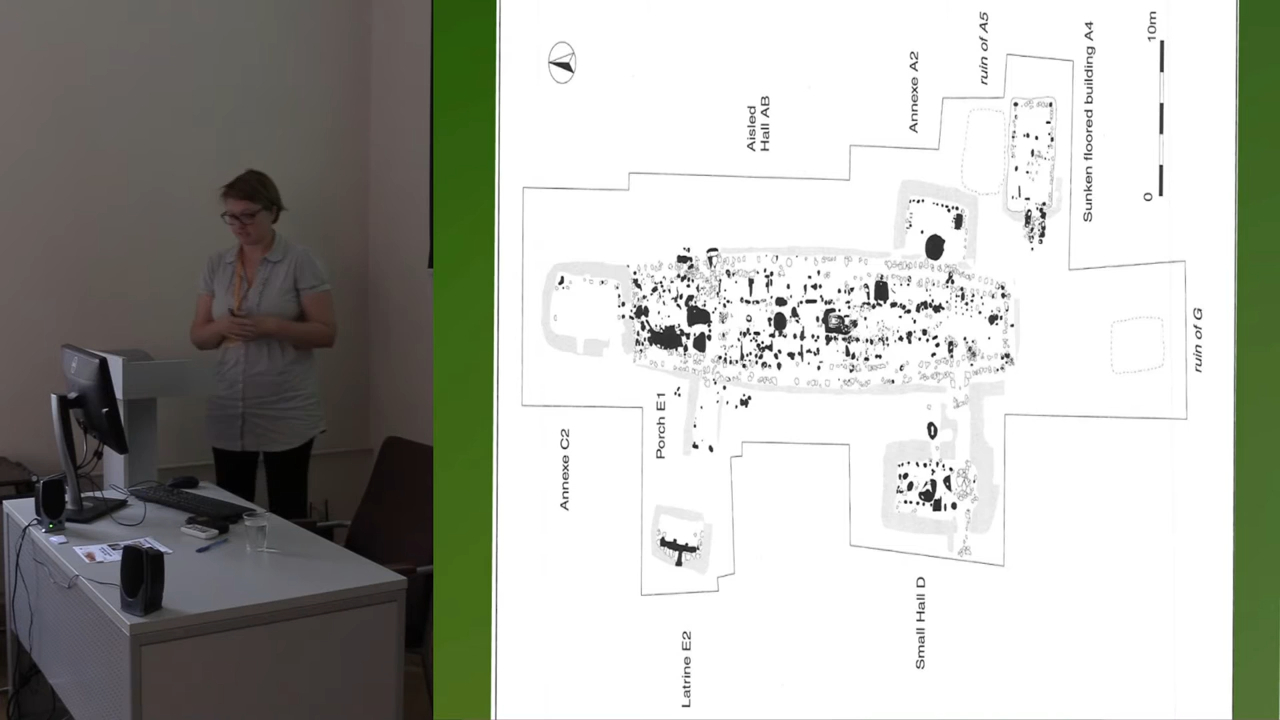 Aisled
Hall AB
Annexe A2
ruin of A5
Sunken floored building A4
0
10m
Annexe C2
Porch E1
Latrine E2
Small Hall D
ruin of G